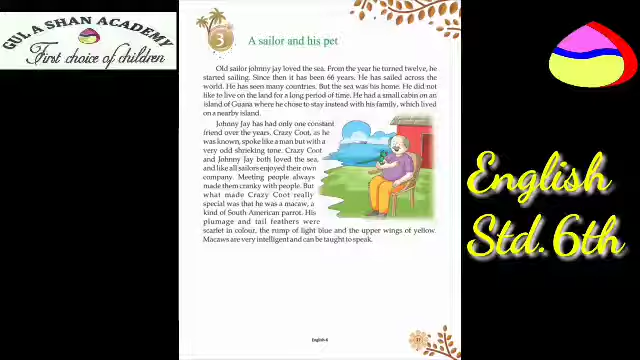 GUL A SHAN ACADEMY
First choice of children
3
A sailor and his pet
Old sailor johnny jay loved the sea. From the year he turned twelve, he
started sailing. Since then it has been 66 years. He has sailed across the
world. He has seen many countries. But the sea was his home. He did not
like to live on the land for a long period of time. He had a small cabin on an
island of Guana where he chose to stay instead with his family, which lived
on a nearby island.
Johnny Jay has had only one constant
friend over the years. Crazy Coot, as he
was known, spoke like a man but with a
very odd shrieking tone. Crazy Coot
and Johnny Jay both loved the sea,
and like all sailors enjoyed their own
company. Meeting people always
made them cranky with people. But
what made Crazy Coot really
special was that he was a macaw, a
kind of South American parrot. His
plumage and tail feathers were
scarlet in colour, the rump of light blue and the upper wings of yellow.
Macaws are very intelligent and can be taught to speak.
English-6
English
Std. 6th